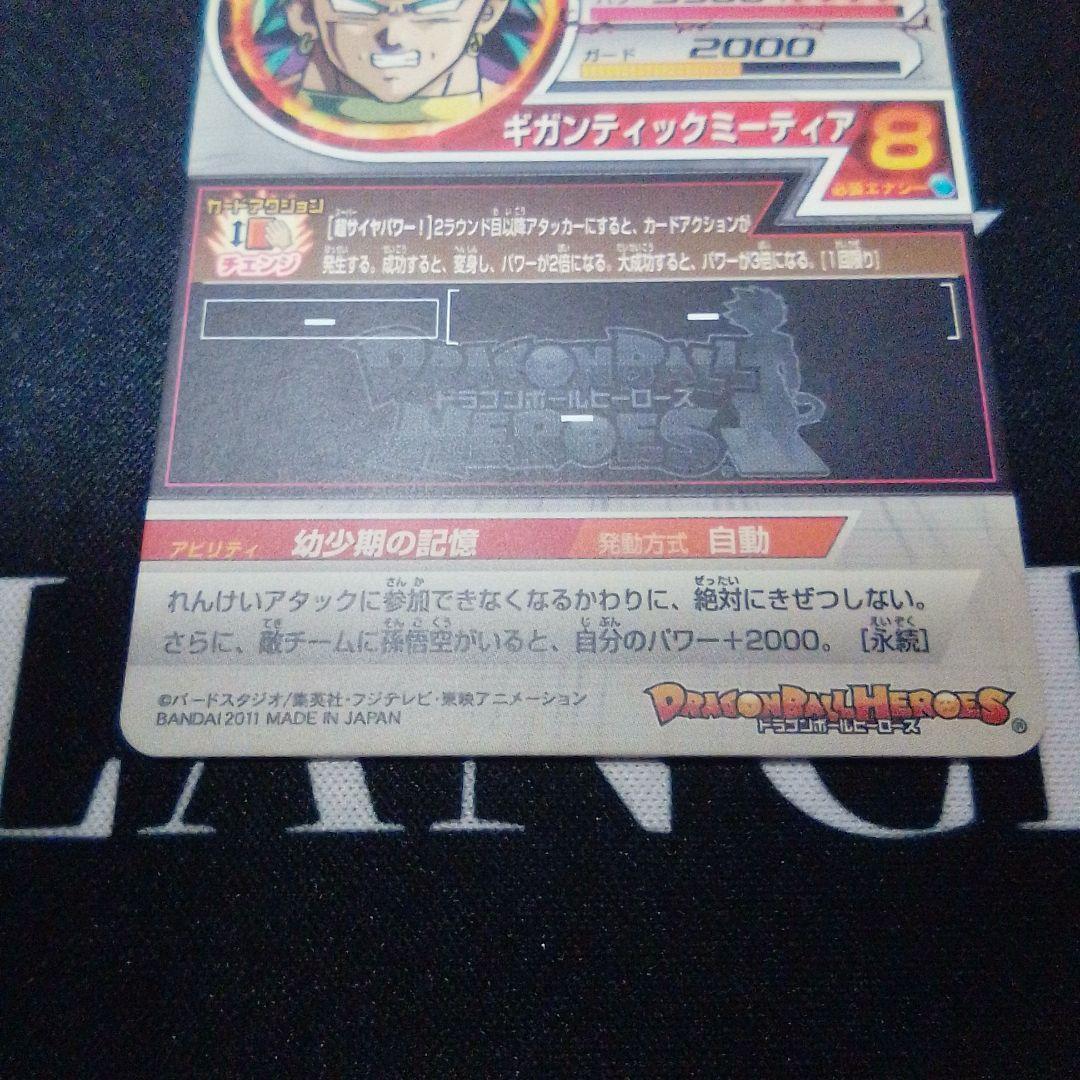 ガード 2000
ギガンティックミーティア 8
必要エナジー
カードアクション
チェンジ
[超サイヤパワー！]2ラウンド目以降アタッカーにすると、カードアクションが
発生する。成功すると、変身し、パワーが2倍になる。大成功すると、パワーが3倍になる。[1回限り]
DRAGONBALL
ドラゴンボールヒーローズ
HEROES
アビリティ 幼少期の記憶 発動方式 自動
れんけいアタックに参加できなくなるかわりに、絶対にきぜつしない。
さらに、敵チームに孫悟空がいると、自分のパワー+2000。 [永続]
©バードスタジオ/集英社・フジテレビ・東映アニメーション
BANDAI 2011 MADE IN JAPAN
DRAGONBALL HEROES
ドラゴンボールヒーローズ